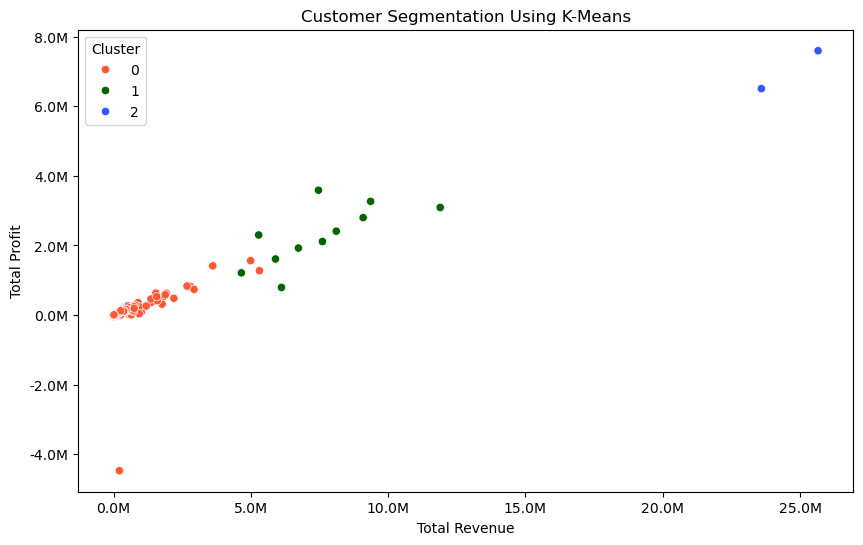 Customer Segmentation Using K-Means
Cluster
0
1
2
8.0M
6.0M
4.0M
2.0M
0.0M
-2.0M
-4.0M
Total Profit
0.0M
5.0M
10.0M
15.0M
20.0M
25.0M
Total Revenue